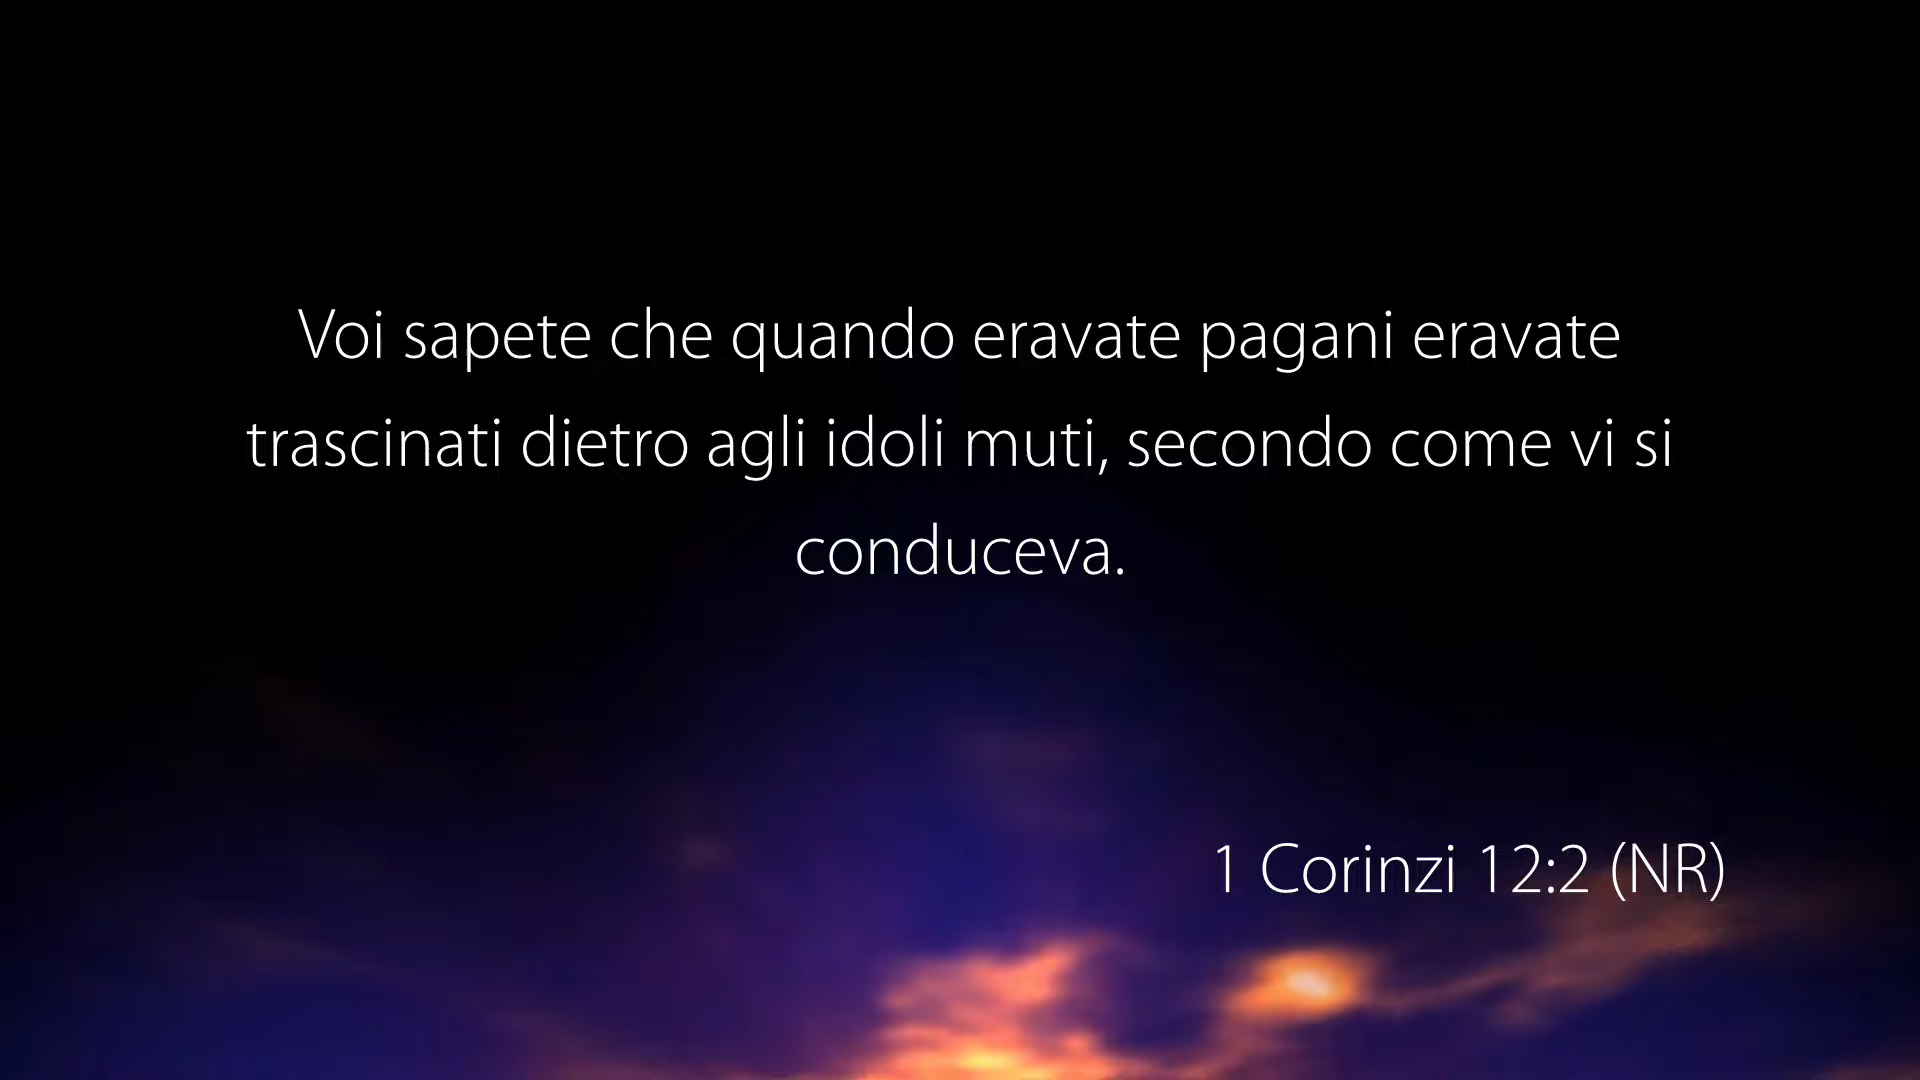 Voi sapete che quando eravate pagani eravate
trascinati dietro agli idoli muti, secondo come vi si
conduceva.
1 Corinzi 12:2 (NR)